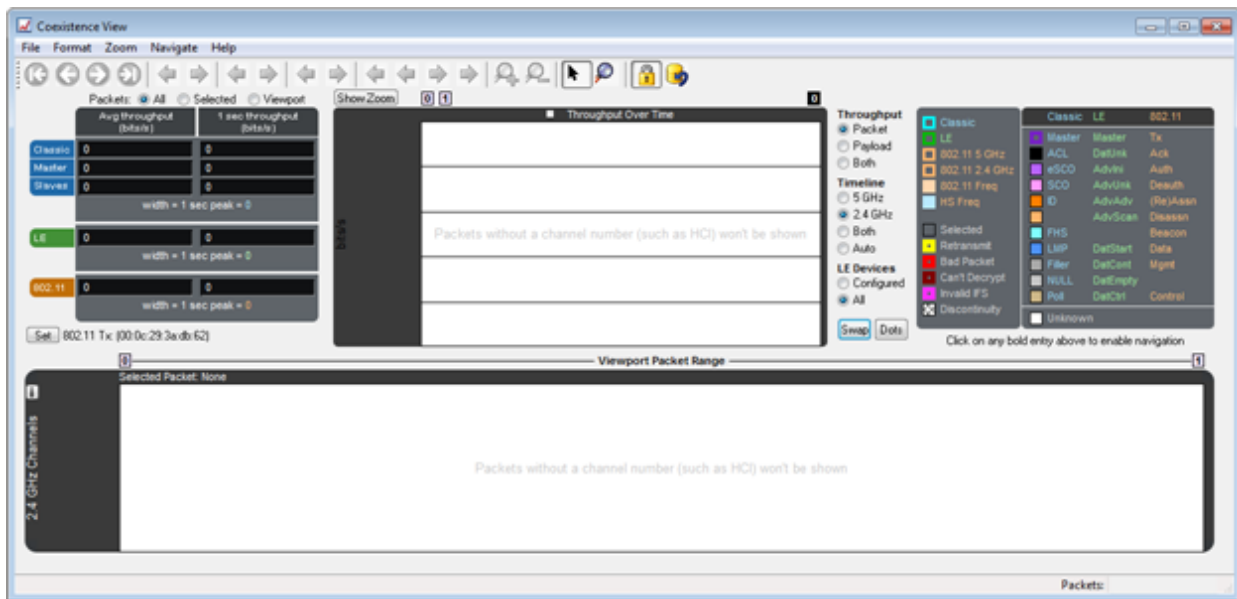 Coexistence View
File Format Zoom Navigate Help
Packets: All Selected Viewport
Show Zoom 0 1 0
Avg throughput (bits/s) 1 sec throughput (bits/s)
Classic 0 0
Master 0 0
Slaves 0 0
width = 1 sec peak = 0
LE 0 0
width = 1 sec peak = 0
802.11 0 0
width = 1 sec peak = 0
Set 802.11 Tx: (00:0c:29:3a:db:62)
Throughput Over Time
bits/s
Packets without a channel number (such as HCI) won't be shown
Throughput
Packet
Payload
Both
Timeline
5 GHz
2.4 GHz
Both
Auto
LE Devices
Configured
All
Swap Dots
Classic
LE
802.11 5 GHz
802.11 2.4 GHz
802.11 Freq
HS Freq
Selected
Retransmit
Bad Packet
Can't Decrypt
Invalid IFS
Discontinuity
Classic LE 802.11
Master Master Tx
ACL DatUnk Ack
eSCO AdvIni Auth
SCO AdvUnk Deauth
ID AdvAdv (Re)Assn
AdvScan Disassn
FHS Beacon
LMP DatStart Data
Filler DatCont Mgmt
NULL DatEmpty
Poll DatCtrl Control
Unknown
Click on any bold entry above to enable navigation
0 Viewport Packet Range 1
Selected Packet: None
i
2.4 GHz Channels
Packets without a channel number (such as HCI) won't be shown
Packets: